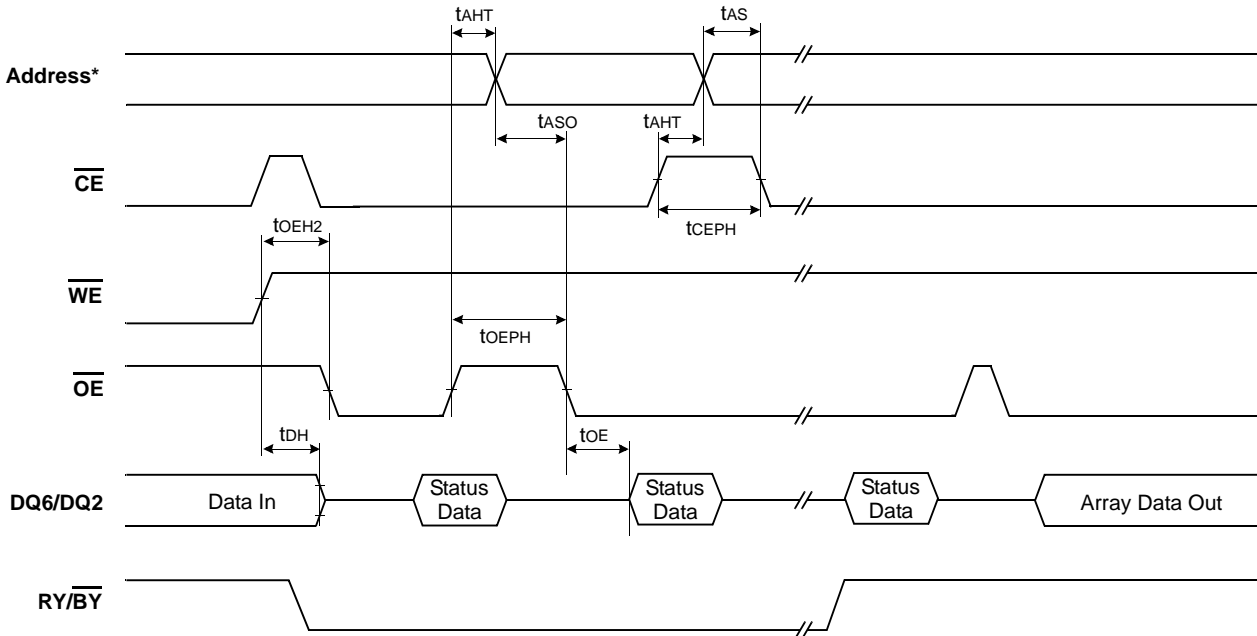 tAHT
tAS
Address*
tASO
tAHT
CE
tCEPH
tOEH2
WE
tOEPH
OE
tDH
tOE
DQ6/DQ2
Data In
Status
Data
Status
Data
Status
Data
Array Data Out
RY/BY